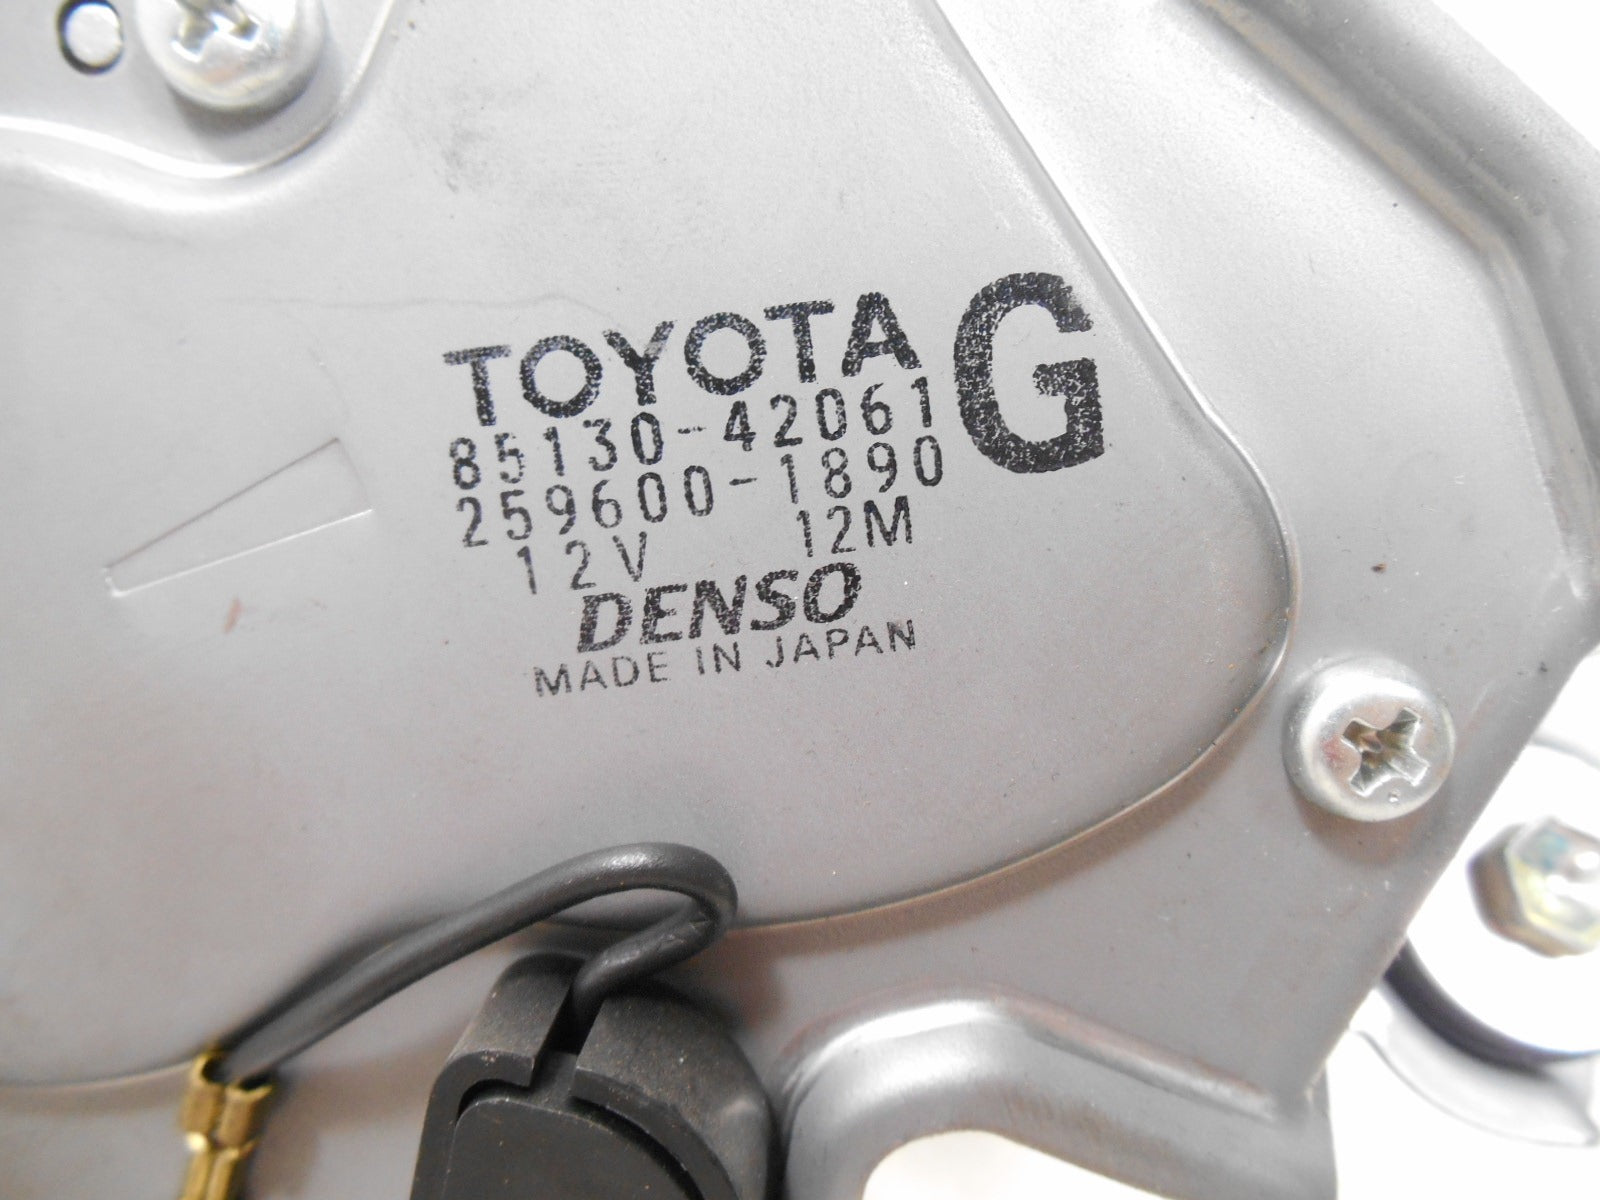 TOYOTA G
85130-42061
259600-1890
12V 12M
DENSO
MADE IN JAPAN